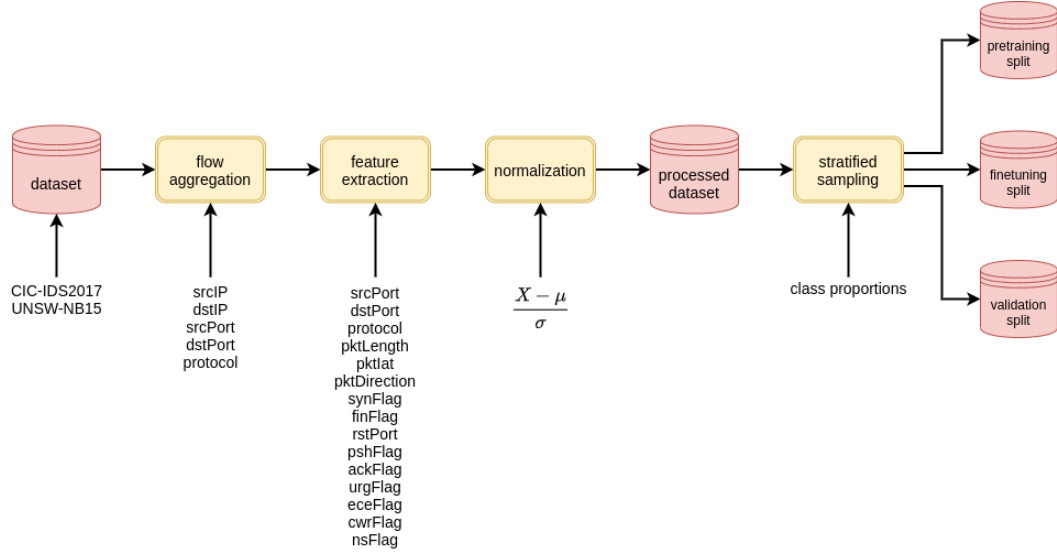 pretraining
split
dataset
flow
aggregation
feature
extraction
normalization
processed
dataset
stratified
sampling
finetuning
split
validation
split
CIC-IDS2017
UNSW-NB15
srcIP
dstIP
srcPort
dstPort
protocol
srcPort
dstPort
protocol
pktLength
pktIat
pktDirection
synFlag
finFlag
rstPort
pshFlag
ackFlag
urgFlag
eceFlag
cwrFlag
nsFlag
X − μ
σ
class proportions